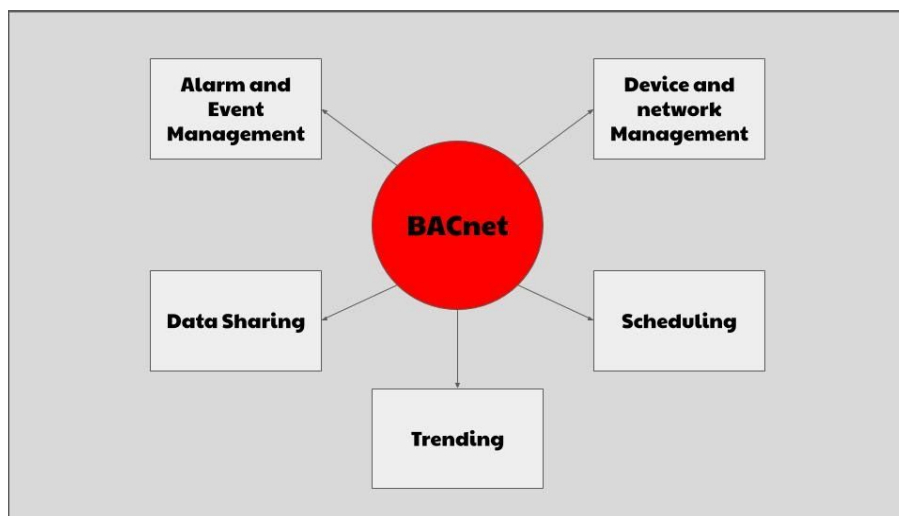 Alarm and
Event
Management
Device and
network
Management
BACnet
Data Sharing
Scheduling
Trending